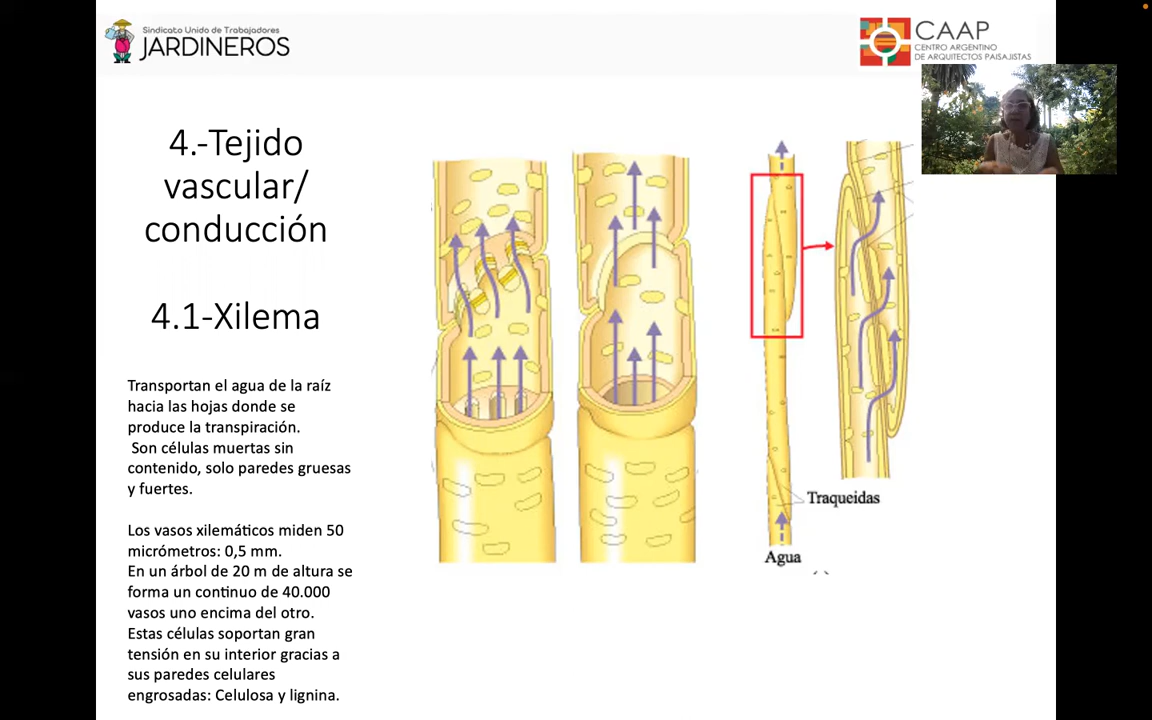 Sindicato Unido de Trabajadores
JARDINEROS
CAAP
CENTRO ARGENTINO
DE ARQUITECTOS PAISAJISTAS
4.-Tejido
vascular/
conducción
4.1-Xilema
Transportan el agua de la raíz
hacia las hojas donde se
produce la transpiración.
Son células muertas sin
contenido, solo paredes gruesas
y fuertes.
Los vasos xilemáticos miden 50
micrómetros: 0,5 mm.
En un árbol de 20 m de altura se
forma un continuo de 40.000
vasos uno encima del otro.
Estas células soportan gran
tensión en su interior gracias a
sus paredes celulares
engrosadas: Celulosa y lignina.
Traqueidas
Agua